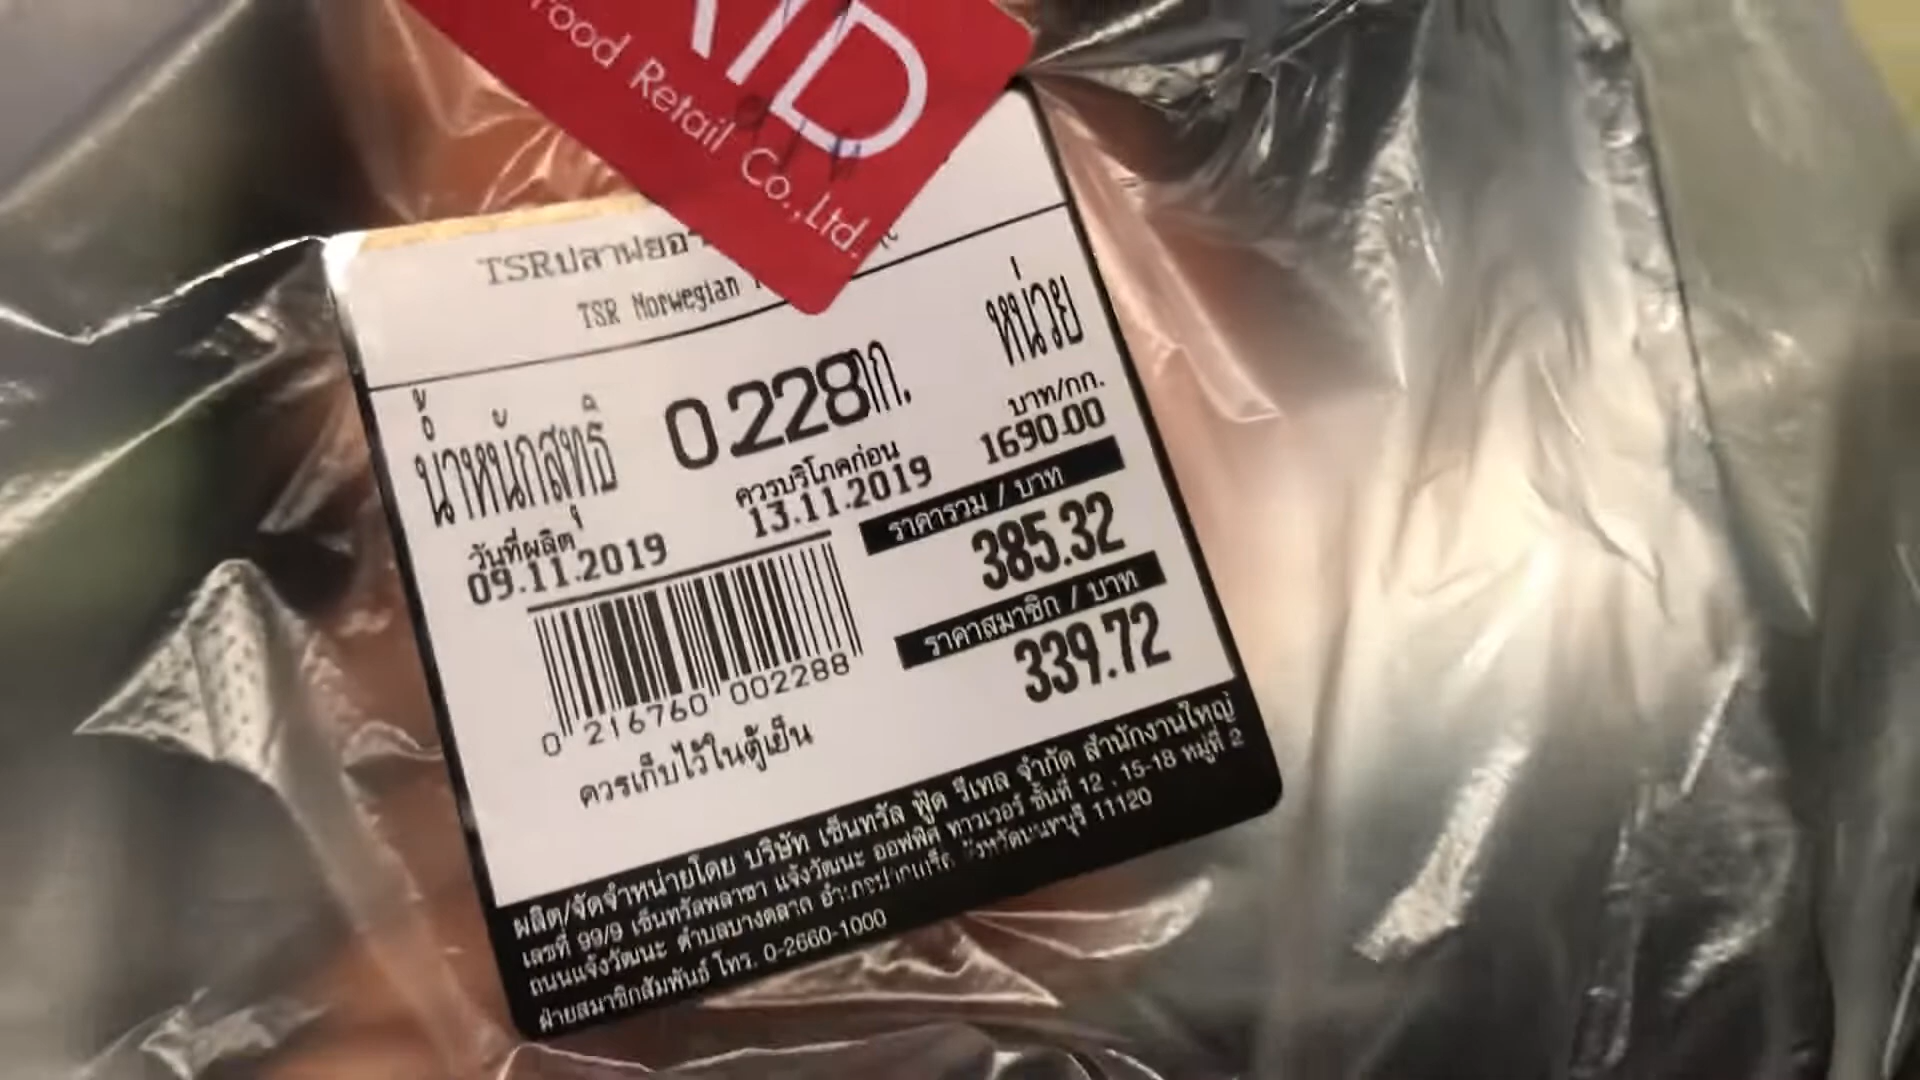 Food Retail Co.,Ltd.
TSR Norwegian
น้ำหนักสุทธิ 0.228 กก. หน่วย
บาท/กก.
1690.00
ควรบริโภคก่อน
13.11.2019
วันที่ผลิต
09.11.2019
ราคารวม / บาท
385.32
ราคาสมาชิก / บาท
339.72
0 216760 002288
ควรเก็บไว้ในตู้เย็น
ผลิต/จัดจำหน่ายโดย บริษัท เซ็นทรัล ฟู้ด รีเทล จำกัด สำนักงานใหญ่
เลขที่ 99/9 เซ็นทรัลพลาซา แจ้งวัฒนะ ออฟฟิศ ทาวเวอร์ ชั้นที่ 12 , 15-18 หมู่ที่ 2
ถนนแจ้งวัฒนะ ตำบลบางตลาด อำเภอปากเกร็ด จังหวัดนนทบุรี 11120
ฝ่ายสมาชิกสัมพันธ์ โทร. 0-2660-1000